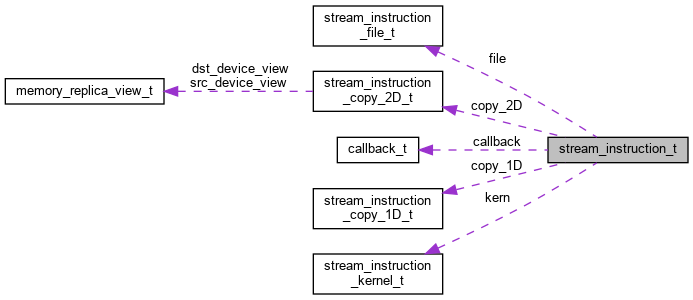 stream_instruction
_file_t
file
dst_device_view
src_device_view
stream_instruction
_copy_2D_t
memory_replica_view_t
copy_2D
callback
callback_t
stream_instruction_t
copy_1D
stream_instruction
_copy_1D_t
kern
stream_instruction
_kernel_t